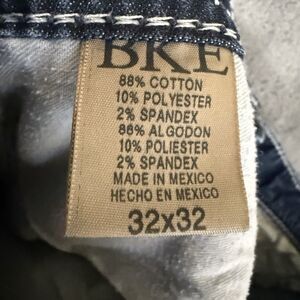 BKE
88% COTTON
10% POLYESTER
2% SPANDEX
88% ALGODON
10% POLIÉSTER
2% SPANDEX
MADE IN MEXICO
HECHO EN MEXICO
32x32